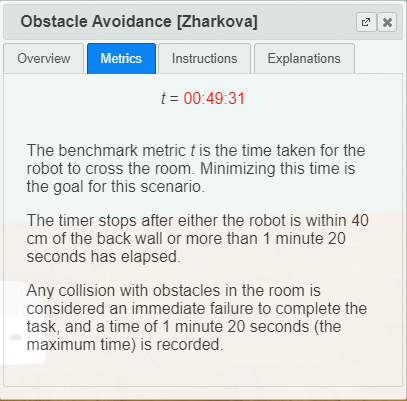 Obstacle Avoidance [Zharkova]
Overview Metrics Instructions Explanations
t = 00:49:31
The benchmark metric t is the time taken for the
robot to cross the room. Minimizing this time is
the goal for this scenario.
The timer stops after either the robot is within 40
cm of the back wall or more than 1 minute 20
seconds has elapsed.
Any collision with obstacles in the room is
considered an immediate failure to complete the
task, and a time of 1 minute 20 seconds (the
maximum time) is recorded.